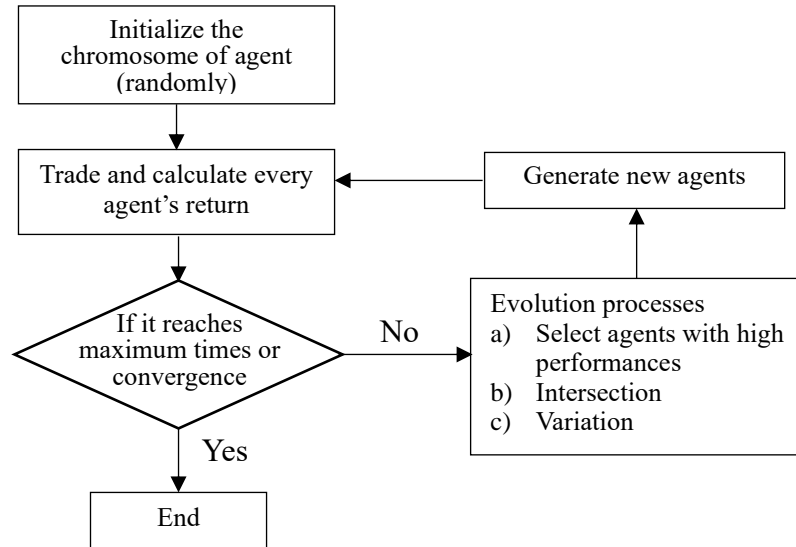 Initialize the
chromosome of agent
(randomly)
Trade and calculate every
agent’s return
Generate new agents
If it reaches
maximum times or
convergence
No
Evolution processes
a) Select agents with high
performances
b) Intersection
c) Variation
Yes
End